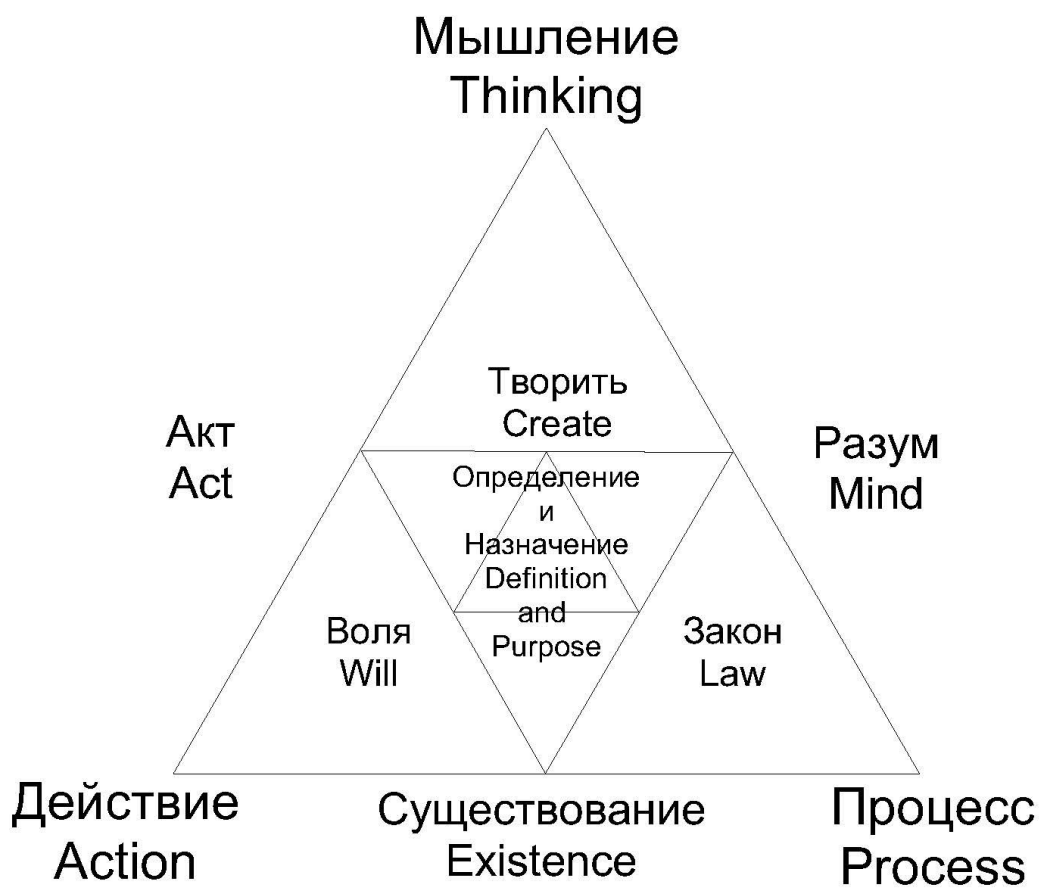 Мышление
Thinking
Творить
Create
Акт
Act
Разум
Mind
Определение
и
Назначение
Definition
and
Purpose
Воля
Will
Закон
Law
Действие
Action
Существование
Existence
Процесс
Process